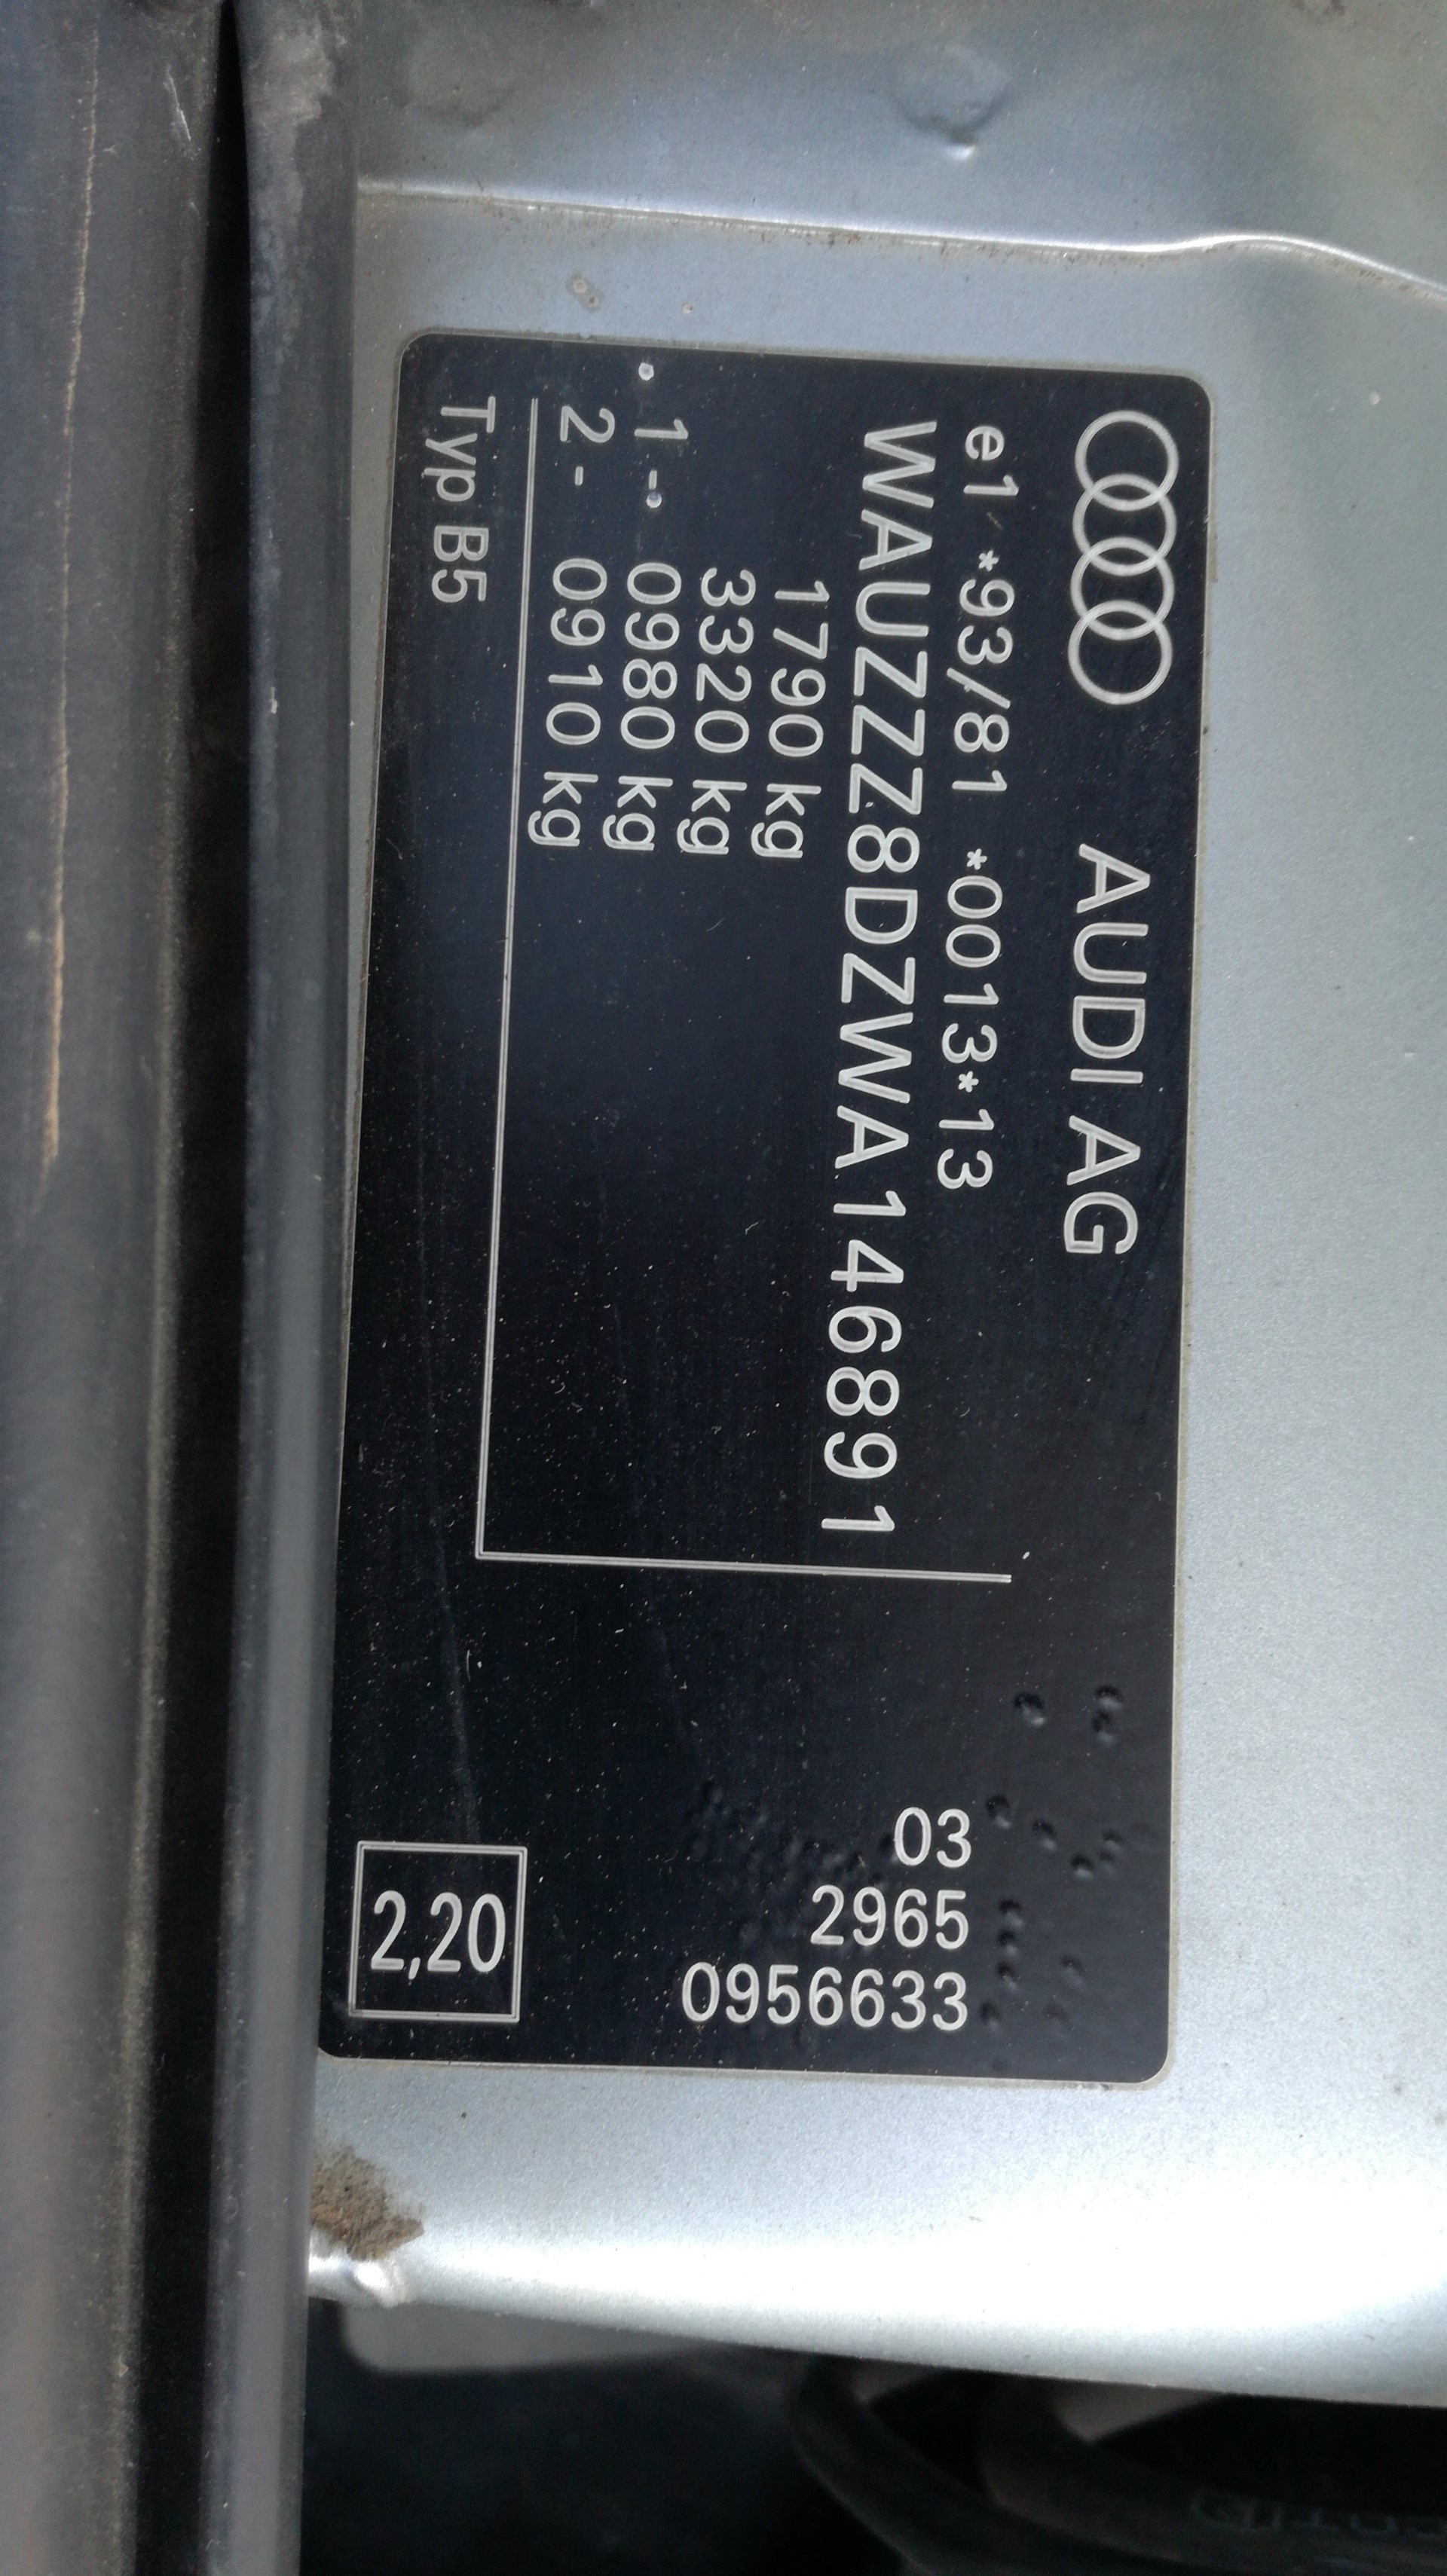 AUDI AG
e1 *93/81 *0013*13
WAUZZZ8DZWA146891
1790 kg
3320 kg
1- 0980 kg
2- 0910 kg
Typ B5
03
2965
0956633
2,20